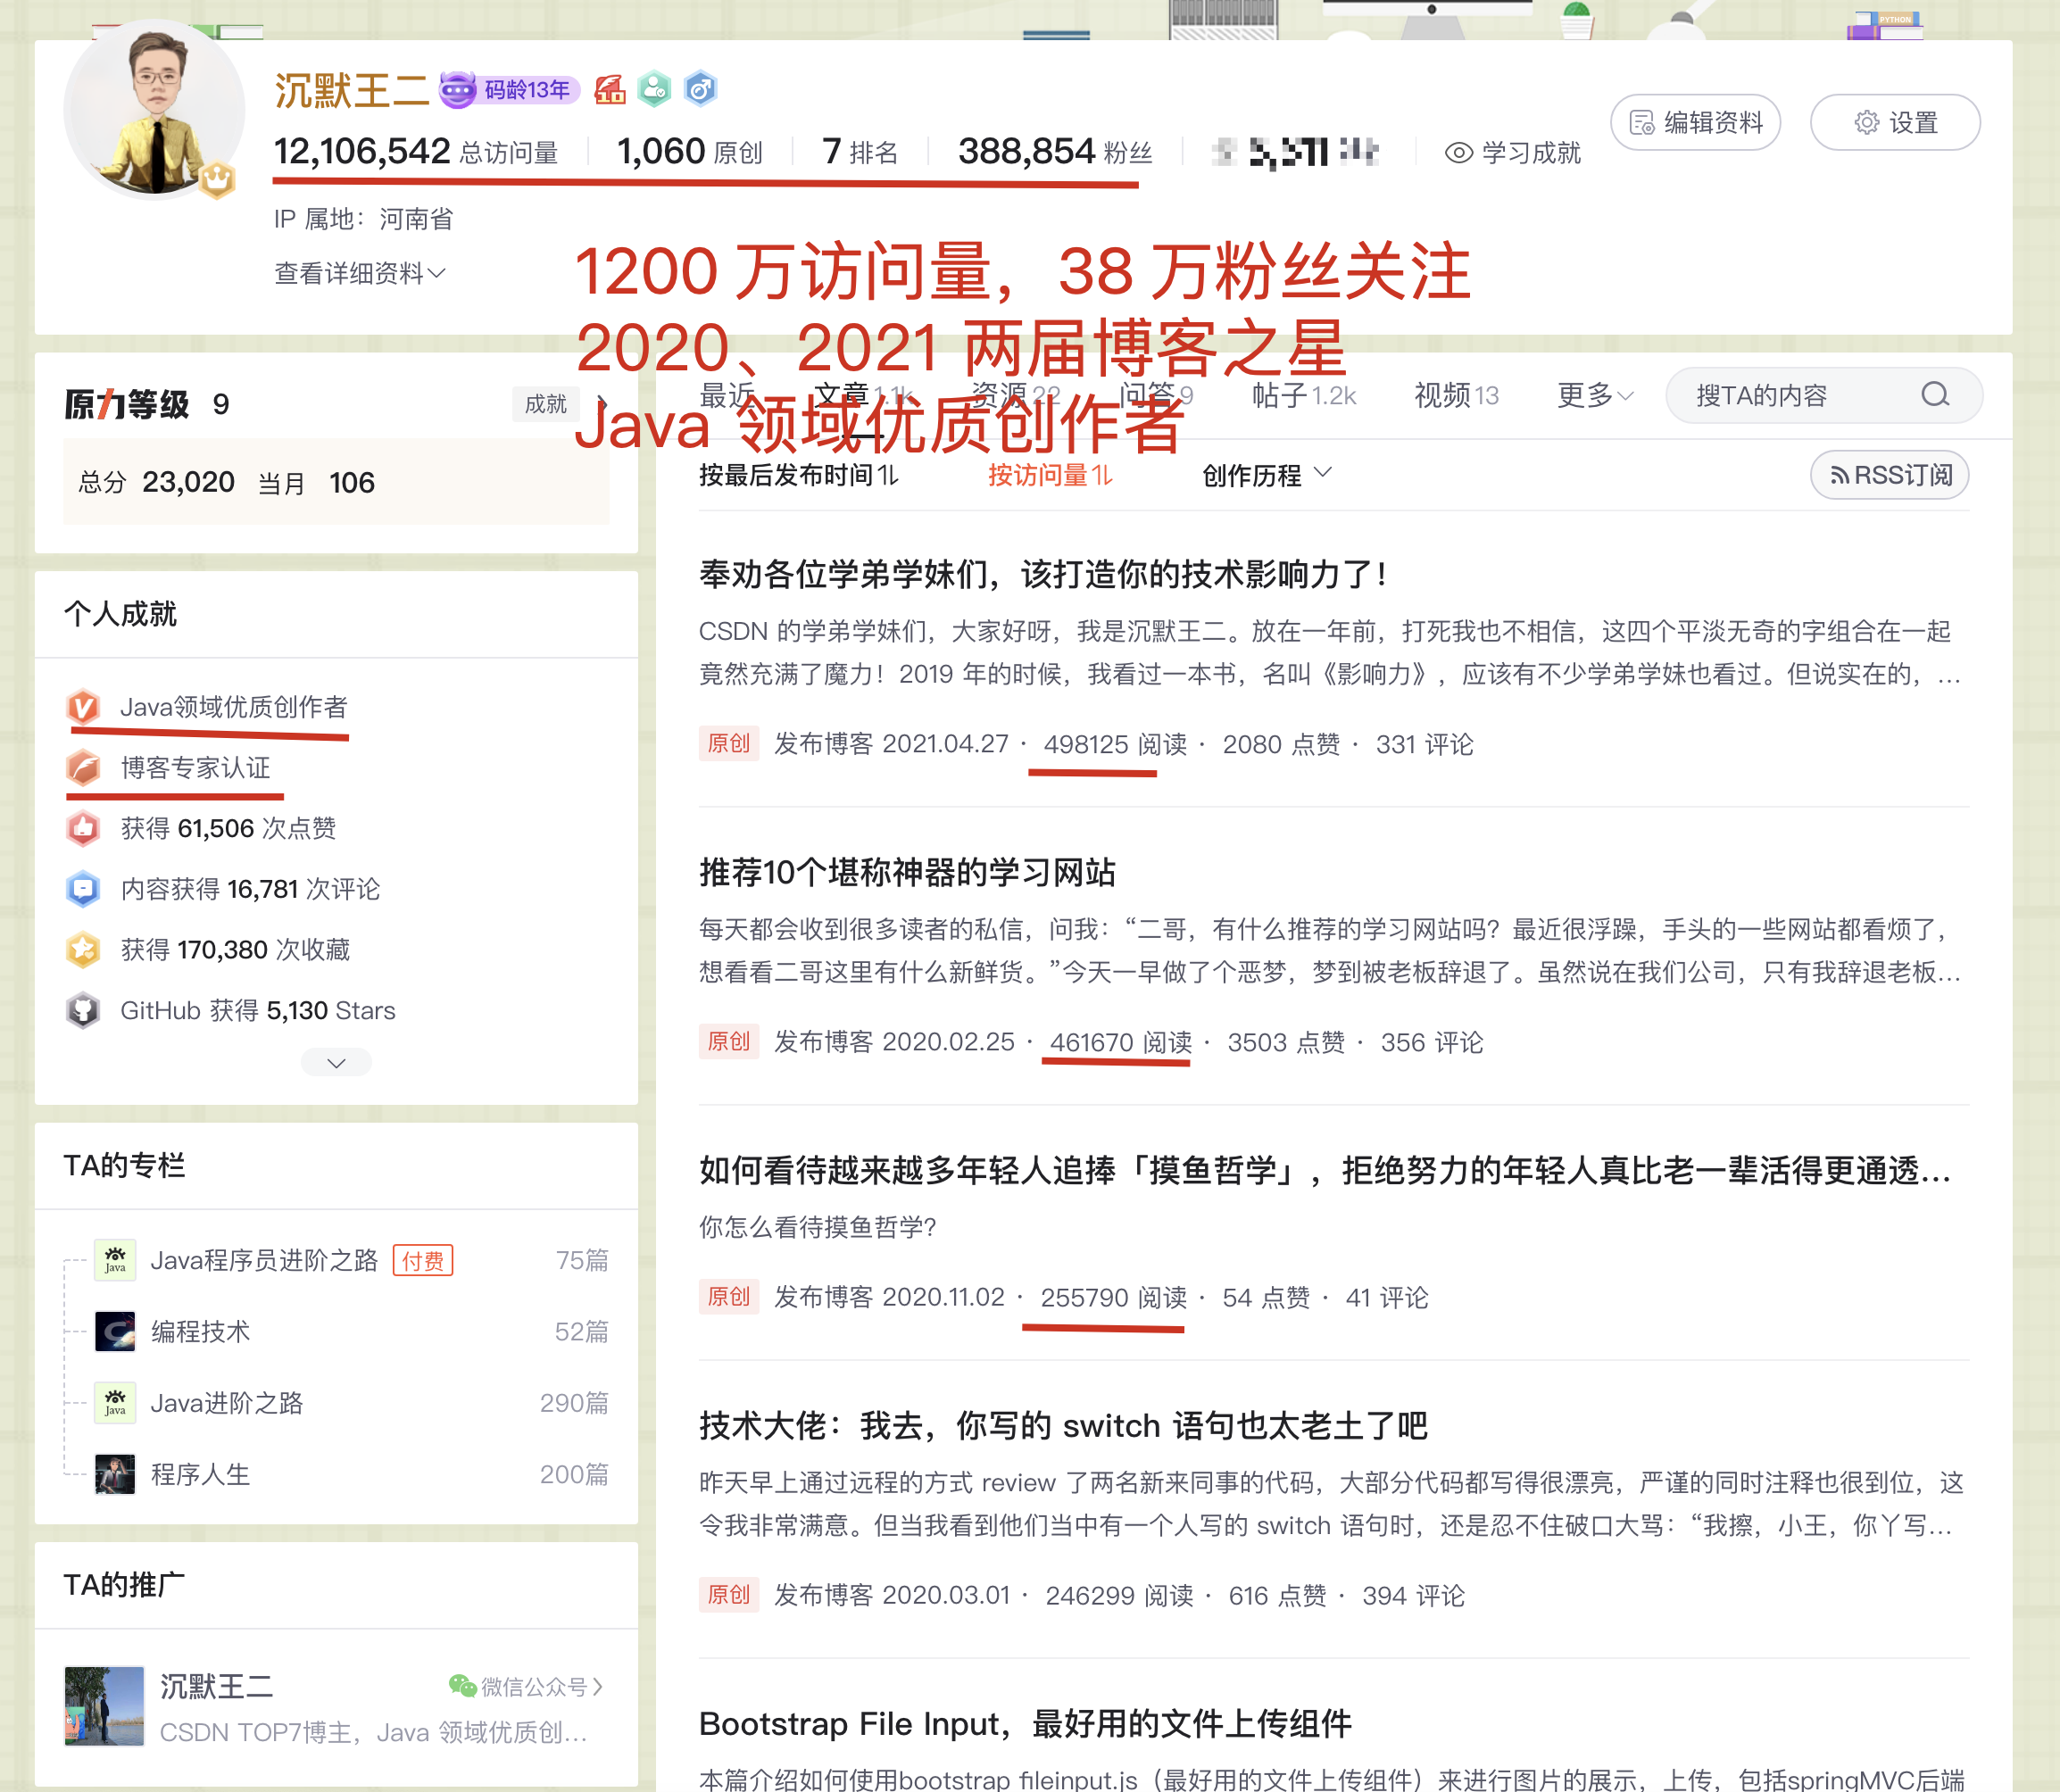 PYTHON
沉默王二 码龄13年
12,106,542 总访问量 1,060 原创 7 排名 388,854 粉丝 学习成就
编辑资料 设置
IP 属地：河南省
查看详细资料
1200 万访问量，38 万粉丝关注
2020、2021 两届博客之星
Java 领域优质创作者
原力等级 9 成就
总分 23,020 当月 106
个人成就
Java领域优质创作者
博客专家认证
获得 61,506 次点赞
内容获得 16,781 次评论
获得 170,380 次收藏
GitHub 获得 5,130 Stars
TA的专栏
Java程序员进阶之路 付费 75篇
编程技术 52篇
Java进阶之路 290篇
程序人生 200篇
TA的推广
沉默王二 微信公众号
CSDN TOP7博主，Java 领域优质创...
最近 文章 1.1k 资源 22 问答 9 帖子 1.2k 视频 13 更多 搜TA的内容
按最后发布时间 按访问量 创作历程 RSS订阅
奉劝各位学弟学妹们，该打造你的技术影响力了！
CSDN 的学弟学妹们，大家好呀，我是沉默王二。放在一年前，打死我也不相信，这四个平淡无奇的字组合在一起
竟然充满了魔力！2019 年的时候，我看过一本书，名叫《影响力》，应该有不少学弟学妹也看过。但说实在的，...
原创 发布博客 2021.04.27 · 498125 阅读 · 2080 点赞 · 331 评论
推荐10个堪称神器的学习网站
每天都会收到很多读者的私信，问我：“二哥，有什么推荐的学习网站吗？最近很浮躁，手头的一些网站都看烦了，
想看看二哥这里有什么新鲜货。”今天一早做了个恶梦，梦到被老板辞退了。虽然说在我们公司，只有我辞退老板...
原创 发布博客 2020.02.25 · 461670 阅读 · 3503 点赞 · 356 评论
如何看待越来越多年轻人追捧「摸鱼哲学」，拒绝努力的年轻人真比老一辈活得更通透...
你怎么看待摸鱼哲学？
原创 发布博客 2020.11.02 · 255790 阅读 · 54 点赞 · 41 评论
技术大佬：我去，你写的 switch 语句也太老土了吧
昨天早上通过远程的方式 review 了两名新来同事的代码，大部分代码都写得很漂亮，严谨的同时注释也很到位，这
令我非常满意。但当我看到他们当中有一个人写的 switch 语句时，还是忍不住破口大骂：“我擦，小王，你丫写...
原创 发布博客 2020.03.01 · 246299 阅读 · 616 点赞 · 394 评论
Bootstrap File Input，最好用的文件上传组件
本篇介绍如何使用bootstrap fileinput.js（最好用的文件上传组件）来进行图片的展示，上传，包括springMVC后端